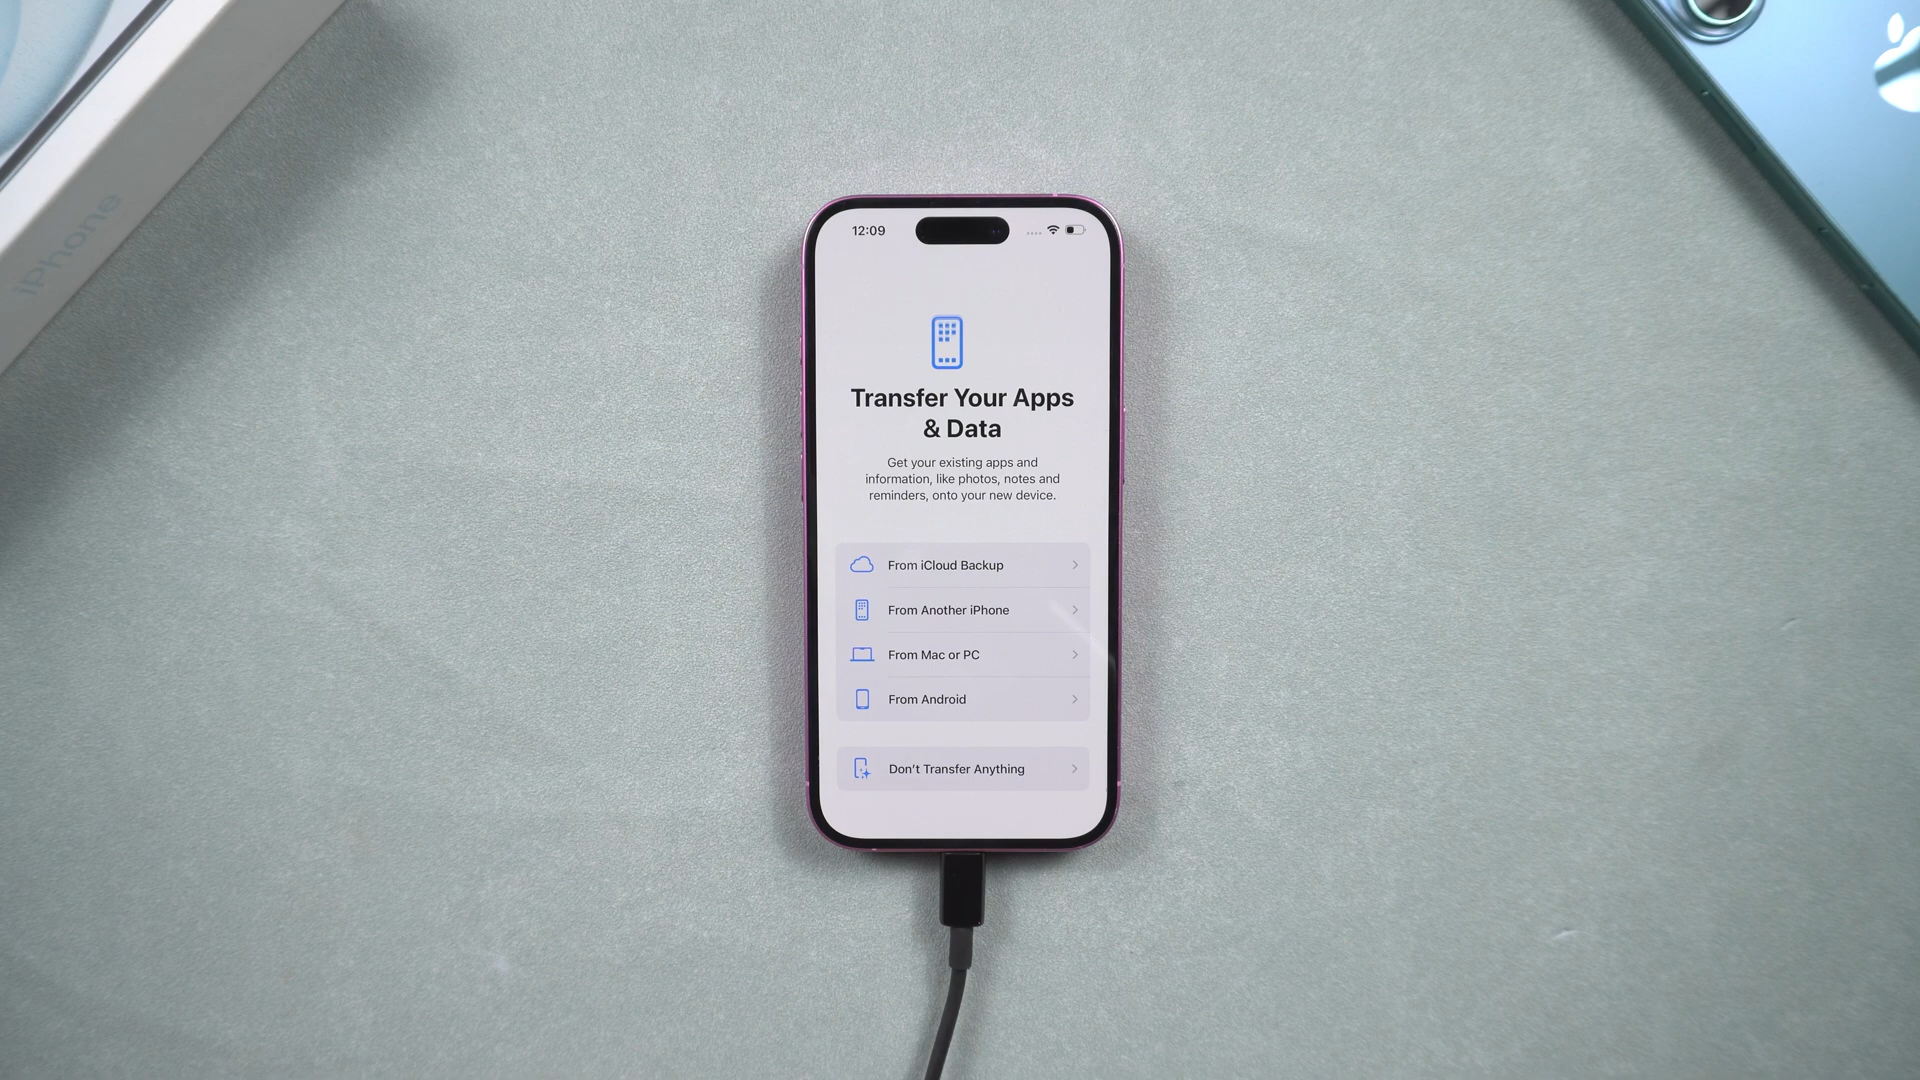 iPhone
12:09
Transfer Your Apps
& Data
Get your existing apps and
information, like photos, notes and
reminders, onto your new device.
From iCloud Backup
From Another iPhone
From Mac or PC
From Android
Don't Transfer Anything